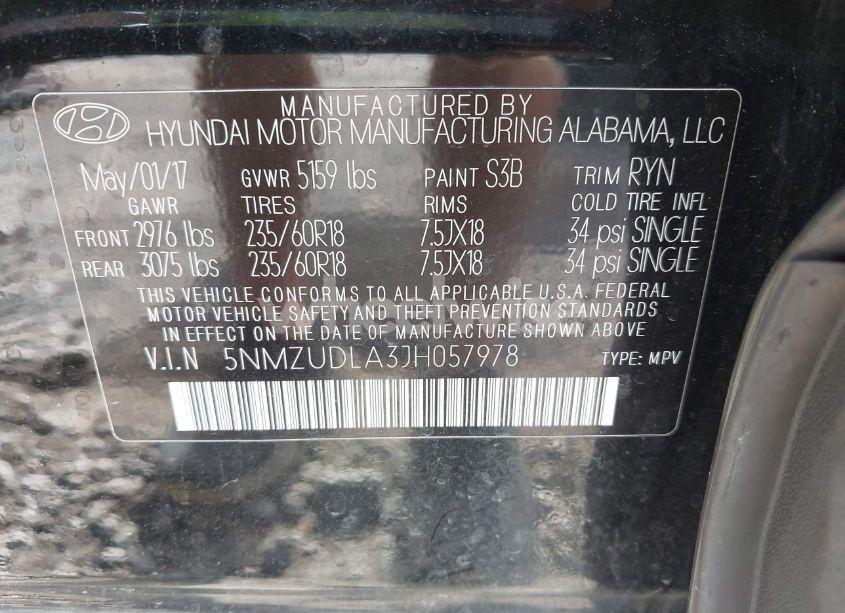 MANUFACTURED BY
HYUNDAI MOTOR MANUFACTURING ALABAMA, LLC
May/01/17 GVWR 5159 lbs PAINT S3B TRIM RYN
GAWR TIRES RIMS COLD TIRE INFL
FRONT 2976 lbs 235/60R18 7.5JX18 34 psi SINGLE
REAR 3075 lbs 235/60R18 7.5JX18 34 psi SINGLE
THIS VEHICLE CONFORMS TO ALL APPLICABLE U.S.A. FEDERAL
MOTOR VEHICLE SAFETY AND THEFT PREVENTION STANDARDS
IN EFFECT ON THE DATE OF MANUFACTURE SHOWN ABOVE
V.I.N 5NMZUDLA3JH057978 TYPE: MPV